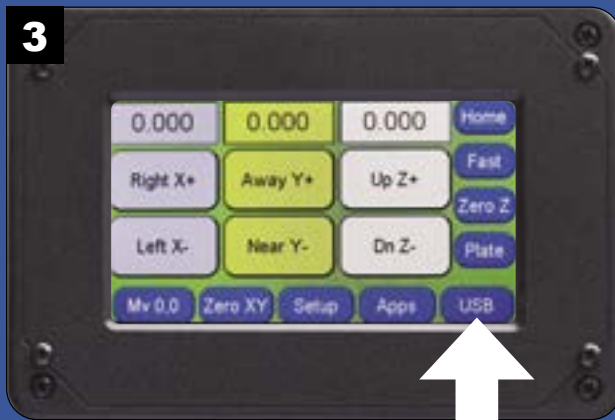 3
0.000 0.000 0.000 Home
Right X+ Away Y+ Up Z+ Fast
Zero Z
Left X- Near Y- Dn Z- Plate
Mv 0,0 Zero XY Setup Apps USB